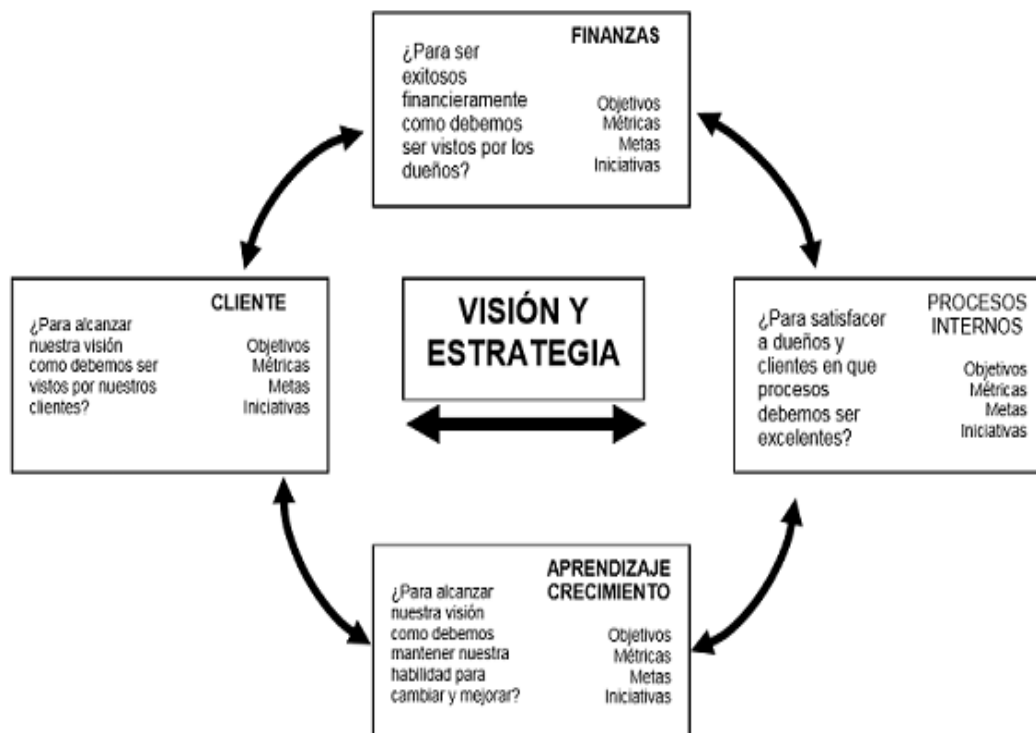 FINANZAS
¿Para ser
exitosos
financieramente
como debemos
ser vistos por los
dueños?
Objetivos
Métricas
Metas
Iniciativas
CLIENTE
¿Para alcanzar
nuestra visión
como debemos ser
vistos por nuestros
clientes?
Objetivos
Métricas
Metas
Iniciativas
VISIÓN Y
ESTRATEGIA
PROCESOS
INTERNOS
¿Para satisfacer
a dueños y
clientes en que
procesos
debemos ser
excelentes?
Objetivos
Métricas
Metas
Iniciativas
APRENDIZAJE
CRECIMIENTO
¿Para alcanzar
nuestra visión
como debemos
mantener nuestra
habilidad para
cambiar y mejorar?
Objetivos
Métricas
Metas
Iniciativas